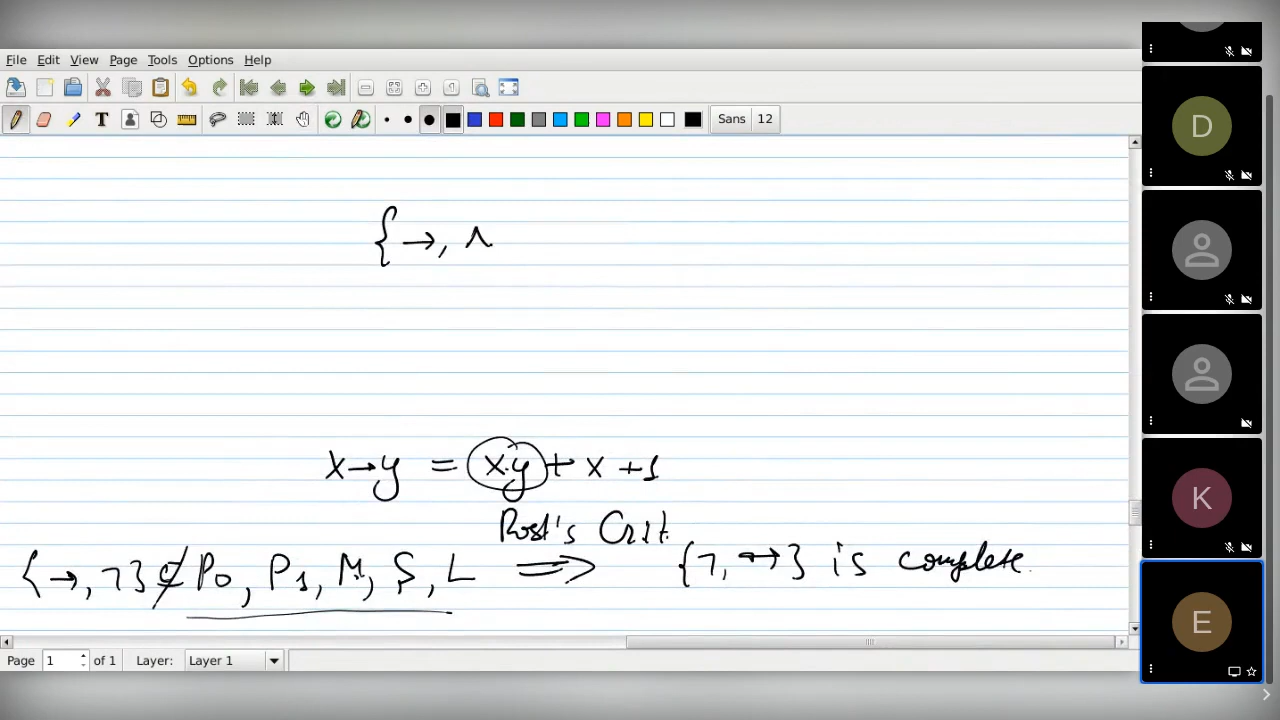 File Edit View Page Tools Options Help
Sans 12
{→, ∧
x→y = x·y + x + 1
Post's Crit.
{→, ¬} ⊄ P0, P1, M, S, L ⟹ {¬, →} is complete.
Page 1 of 1 Layer: Layer 1
D
K
E